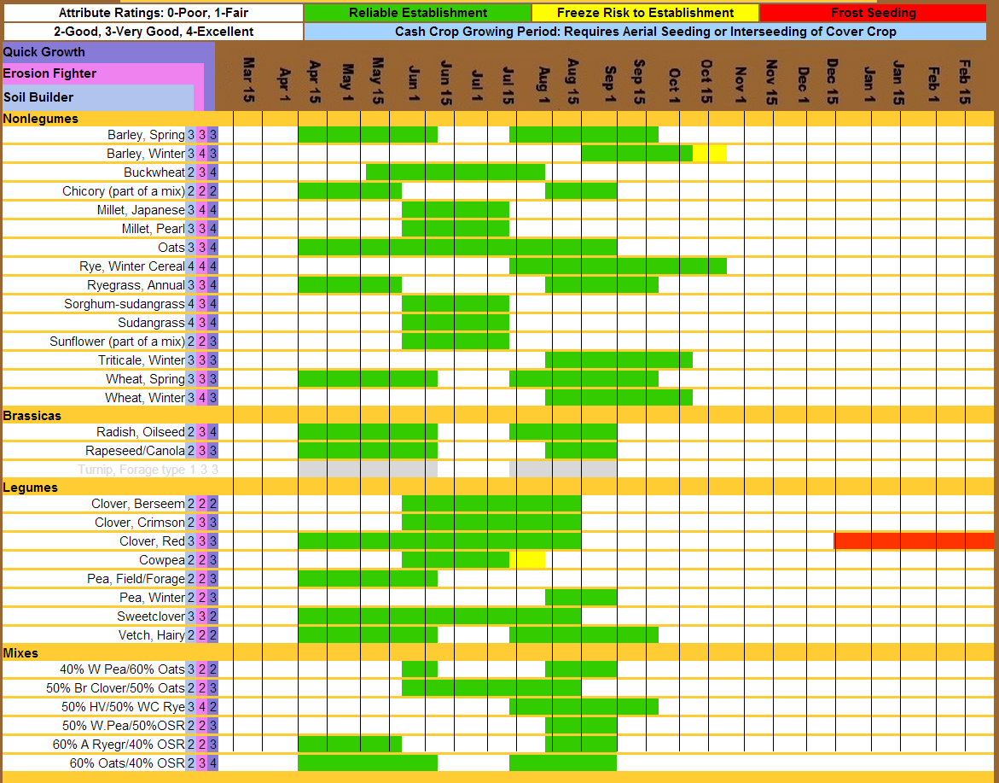 Attribute Ratings: 0-Poor, 1-Fair
Reliable Establishment
Freeze Risk to Establishment
Frost Seeding
2-Good, 3-Very Good, 4-Excellent
Cash Crop Growing Period: Requires Aerial Seeding or Interseeding of Cover Crop
Quick Growth
Erosion Fighter
Soil Builder
Mar 15
Apr 1
Apr 15
May 1
May 15
Jun 1
Jun 15
Jul 1
Jul 15
Aug 1
Aug 15
Sep 1
Sep 15
Oct 1
Oct 15
Nov 1
Nov 15
Dec 1
Dec 15
Jan 1
Jan 15
Feb 1
Feb 15
Nonlegumes
Barley, Spring 3 3 3
Barley, Winter 3 4 3
Buckwheat 2 3 4
Chicory (part of a mix) 2 2 2
Millet, Japanese 3 4 4
Millet, Pearl 3 3 4
Oats 3 3 4
Rye, Winter Cereal 4 4 4
Ryegrass, Annual 3 3 4
Sorghum-sudangrass 4 3 4
Sudangrass 4 3 4
Sunflower (part of a mix) 2 2 3
Triticale, Winter 3 3 3
Wheat, Spring 3 3 3
Wheat, Winter 3 4 3
Brassicas
Radish, Oilseed 2 3 4
Rapeseed/Canola 2 3 3
Turnip, Forage type 1 3 3
Legumes
Clover, Berseem 2 2 2
Clover, Crimson 2 3 3
Clover, Red 3 3 3
Cowpea 2 2 3
Pea, Field/Forage 2 2 3
Pea, Winter 2 2 3
Sweetclover 3 3 2
Vetch, Hairy 2 2 2
Mixes
40% W Pea/60% Oats 3 2 2
50% Br Clover/50% Oats 2 2 3
50% HV/50% WC Rye 3 4 2
50% W.Pea/50%OSR 2 2 3
60% A Ryegr/40% OSR 2 2 3
60% Oats/40% OSR 2 3 4